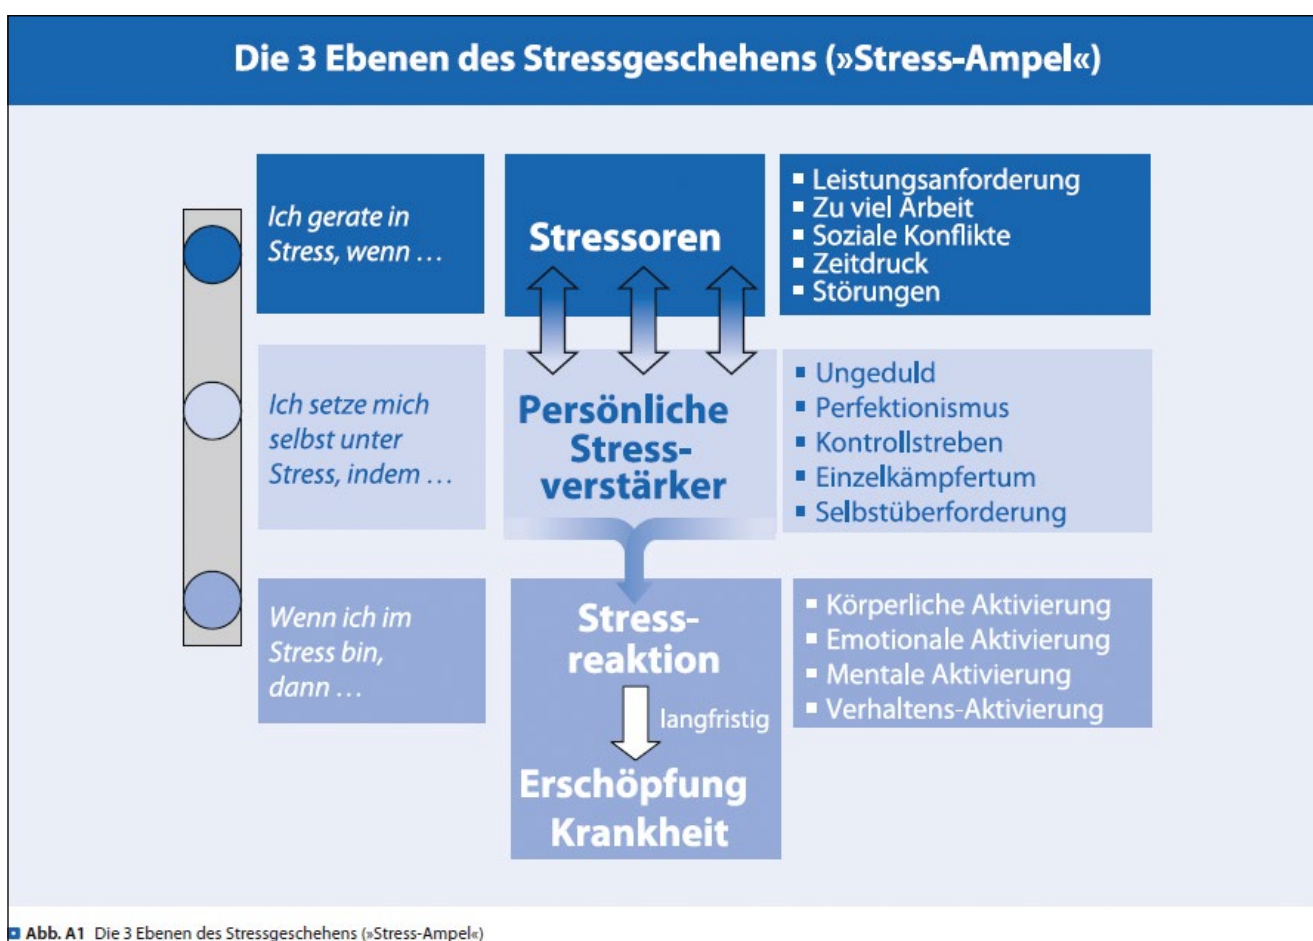 Die 3 Ebenen des Stressgeschehens (»Stress-Ampel«)
Ich gerate in
Stress, wenn …
Stressoren
▪ Leistungsanforderung
▪ Zu viel Arbeit
▪ Soziale Konflikte
▪ Zeitdruck
▪ Störungen
Ich setze mich
selbst unter
Stress, indem …
Persönliche
Stress-
verstärker
▪ Ungeduld
▪ Perfektionismus
▪ Kontrollstreben
▪ Einzelkämpfertum
▪ Selbstüberforderung
Wenn ich im
Stress bin,
dann …
Stress-
reaktion
langfristig
Erschöpfung
Krankheit
▪ Körperliche Aktivierung
▪ Emotionale Aktivierung
▪ Mentale Aktivierung
▪ Verhaltens-Aktivierung
Abb. A1 Die 3 Ebenen des Stressgeschehens (»Stress-Ampel«)